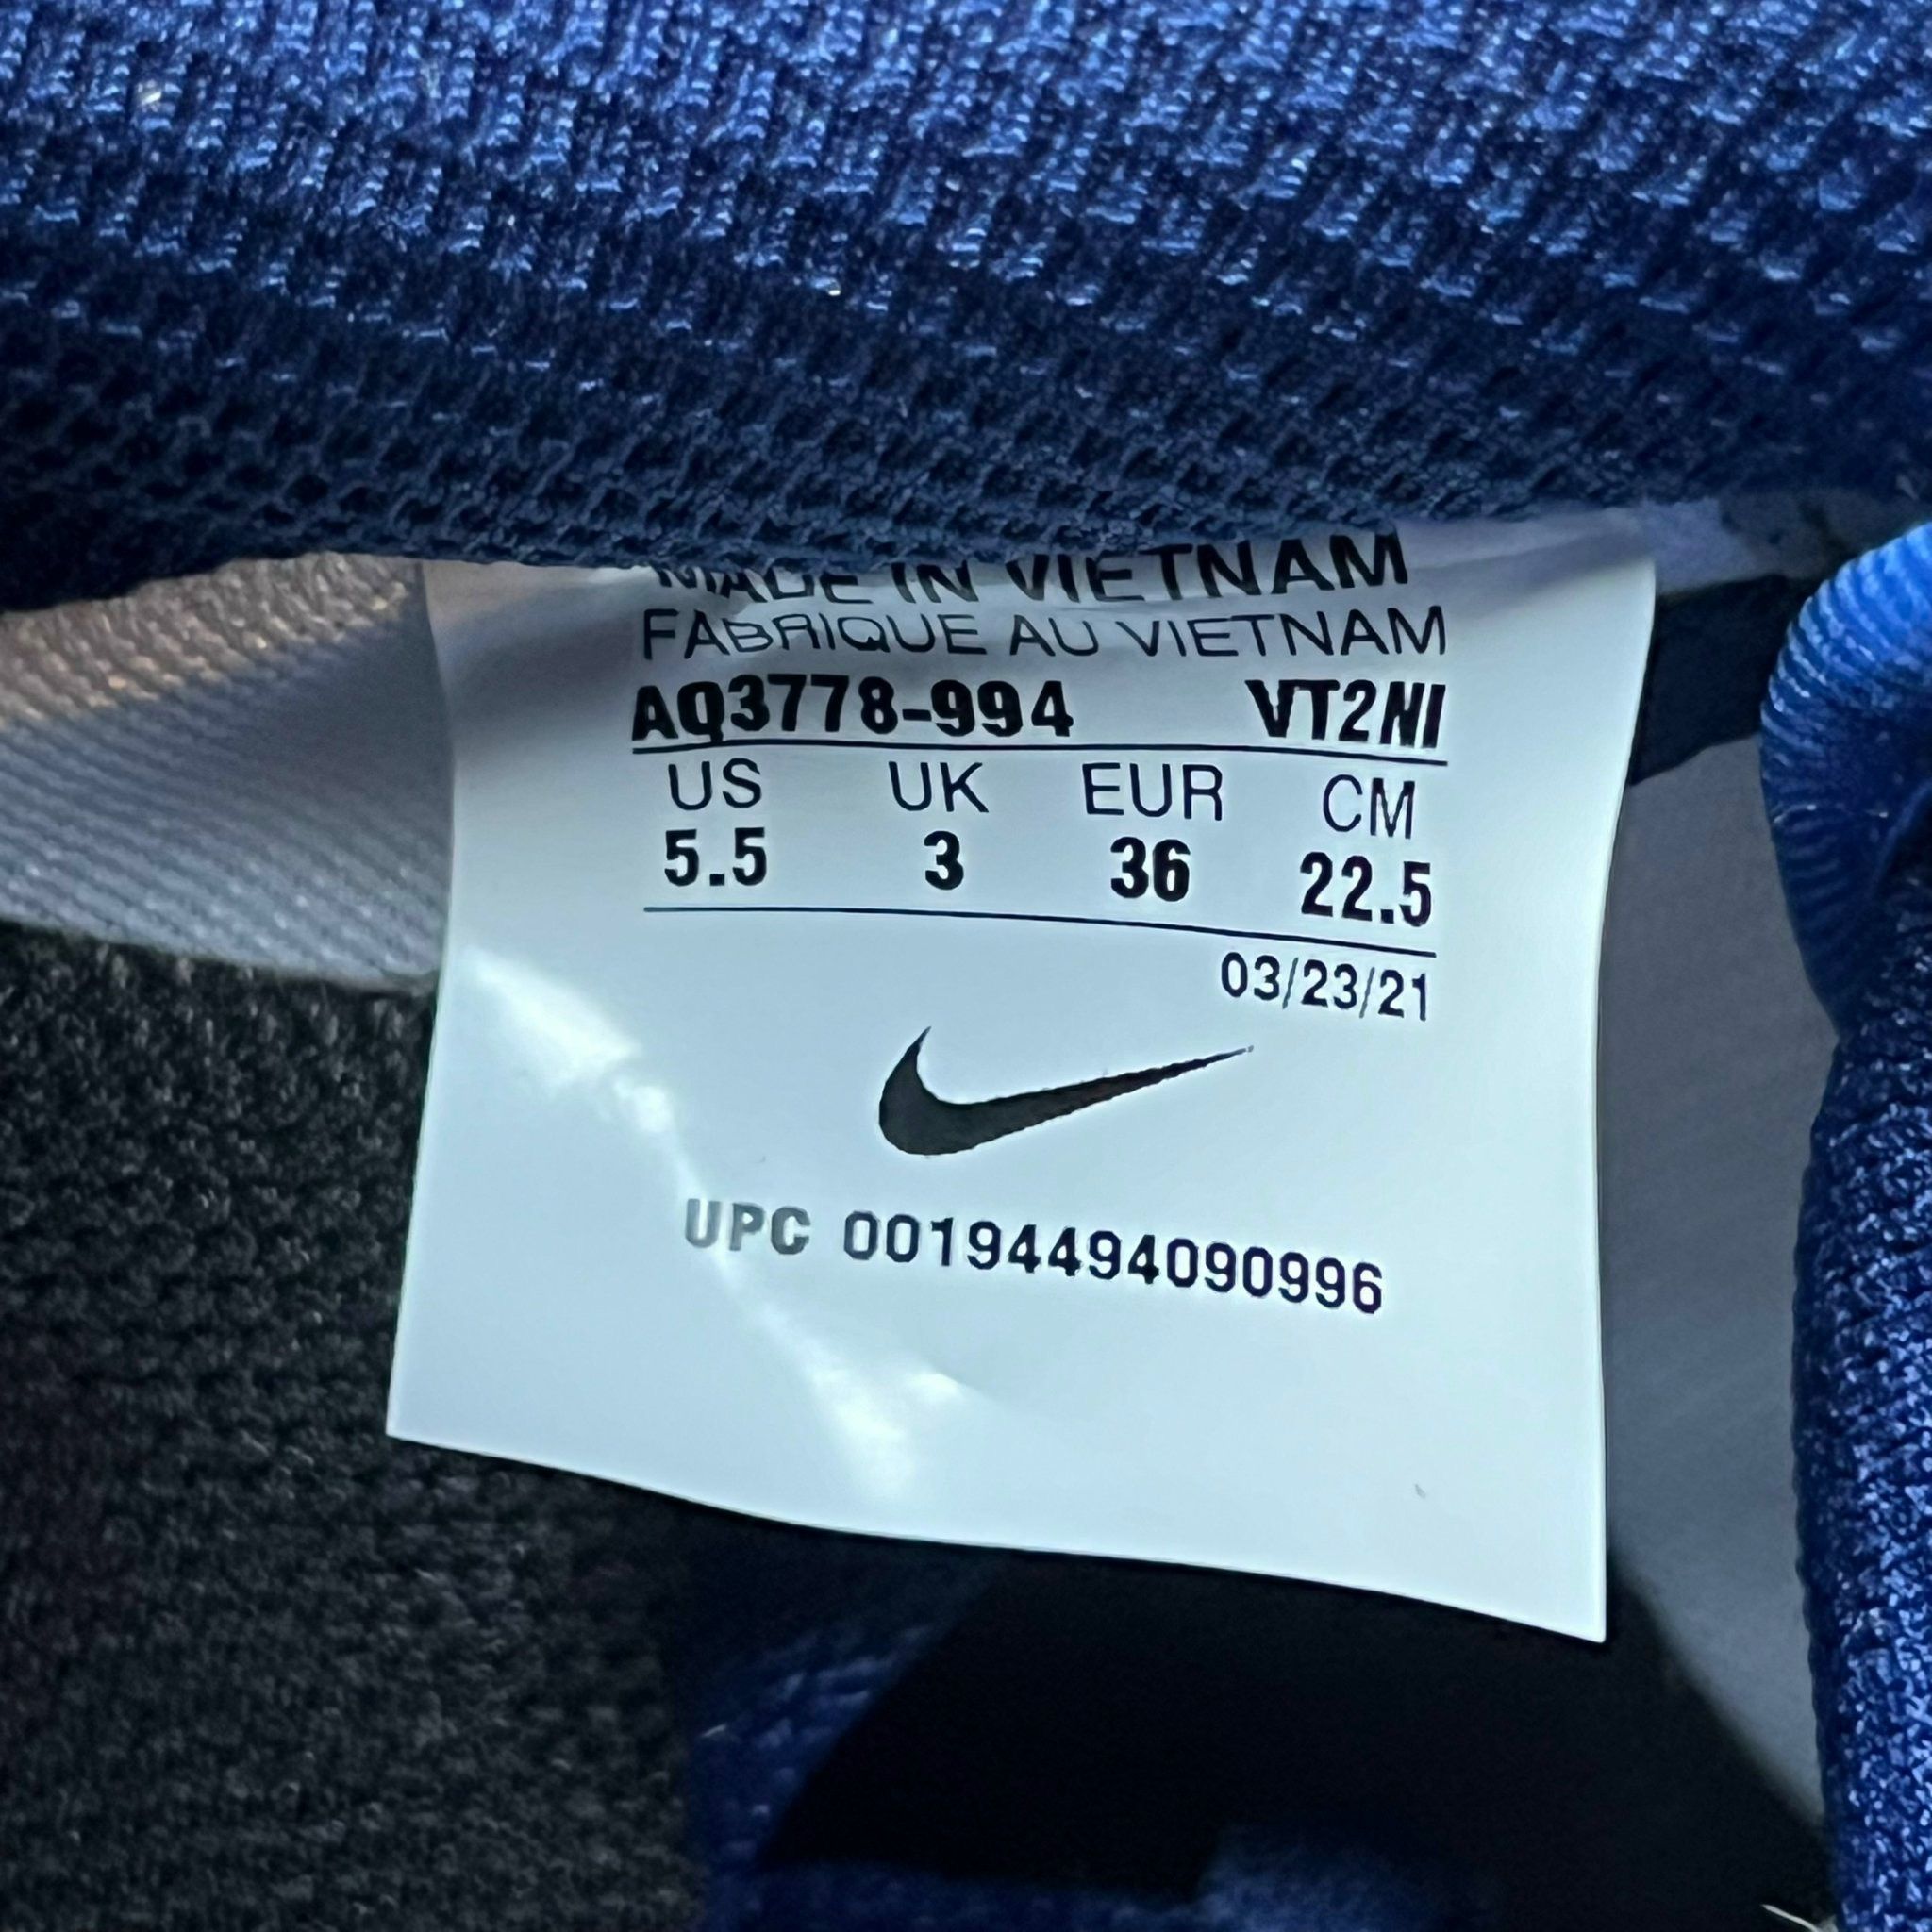 MADE IN VIETNAM
FABRIQUE AU VIETNAM
AQ3778-994 VT2NI
US UK EUR CM
5.5 3 36 22.5
03/23/21
UPC 00194494090996